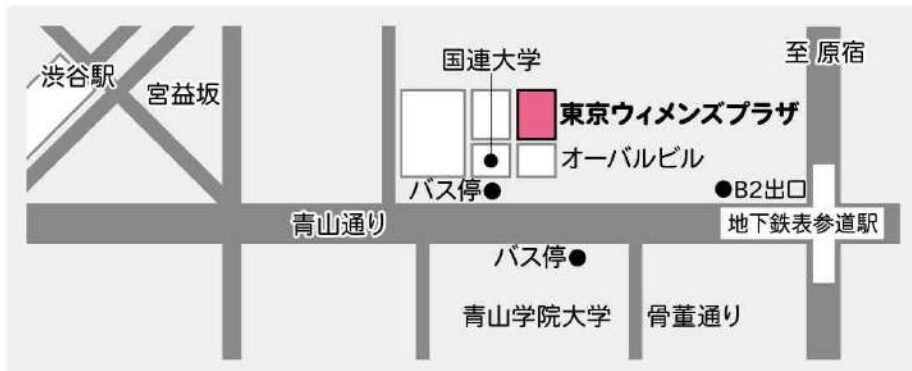 国連大学
至 原宿
渋谷駅
宮益坂
東京ウィメンズプラザ
オーバルビル
バス停
B2出口
青山通り
地下鉄表参道駅
バス停
青山学院大学
骨董通り